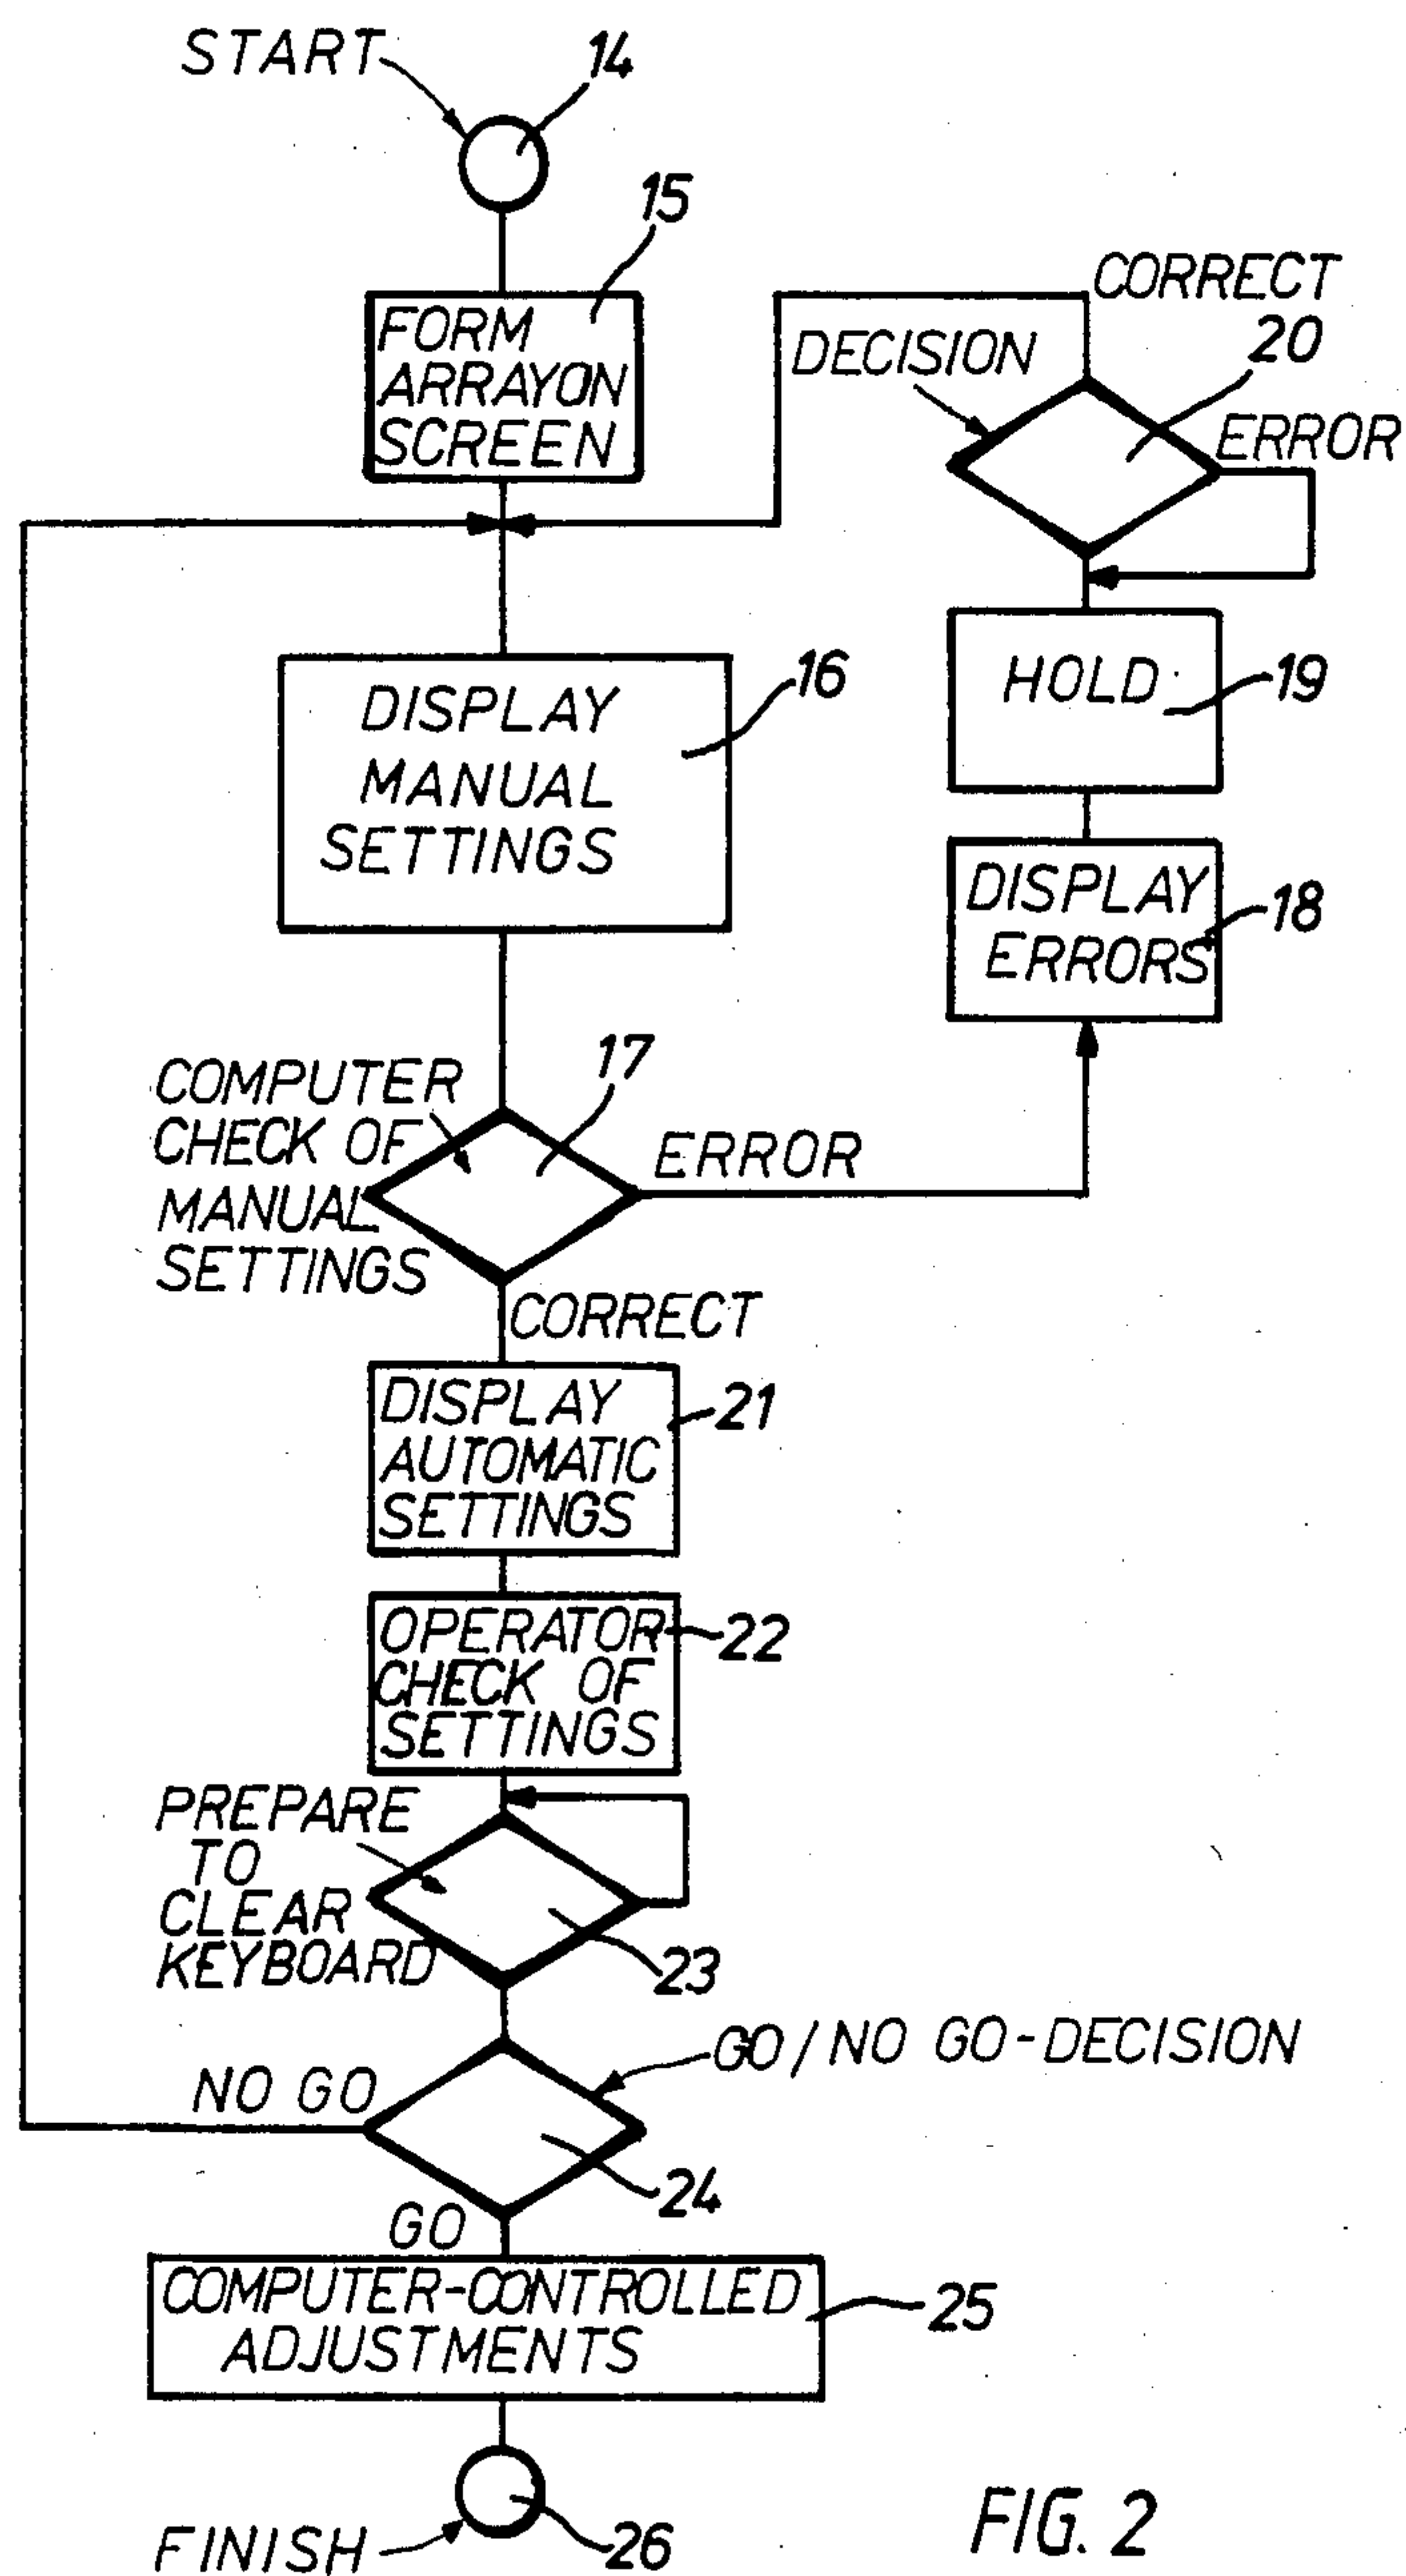 START
14
15
FORM
ARRAYON
SCREEN
CORRECT
DECISION
20
ERROR
DISPLAY
MANUAL
SETTINGS
16
HOLD
19
DISPLAY
ERRORS
18
COMPUTER
CHECK OF
MANUAL
SETTINGS
17
ERROR
CORRECT
DISPLAY
AUTOMATIC
SETTINGS
21
OPERATOR
CHECK OF
SETTINGS
22
PREPARE
TO
CLEAR
KEYBOARD
23
GO/NO GO-DECISION
NO GO
24
GO
COMPUTER-CONTROLLED
ADJUSTMENTS
25
FINISH
26
FIG. 2